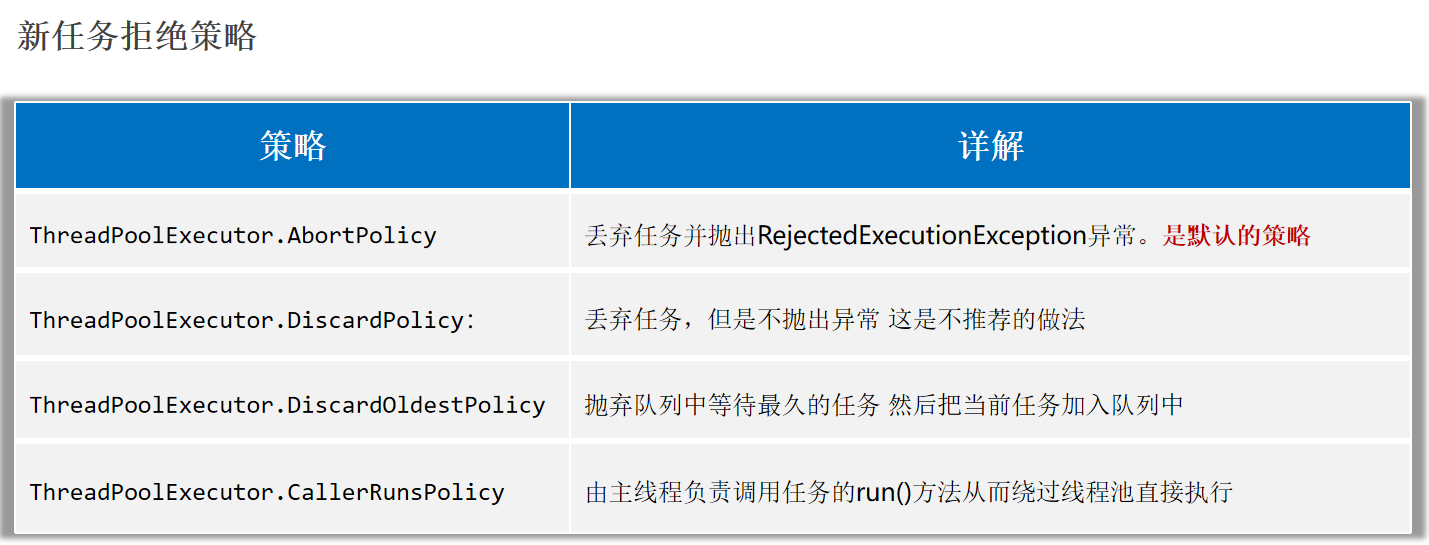 新任务拒绝策略
策略
详解
ThreadPoolExecutor.AbortPolicy
丢弃任务并抛出RejectedExecutionException异常。是默认的策略
ThreadPoolExecutor.DiscardPolicy：
丢弃任务，但是不抛出异常 这是不推荐的做法
ThreadPoolExecutor.DiscardOldestPolicy
抛弃队列中等待最久的任务 然后把当前任务加入队列中
ThreadPoolExecutor.CallerRunsPolicy
由主线程负责调用任务的run()方法从而绕过线程池直接执行